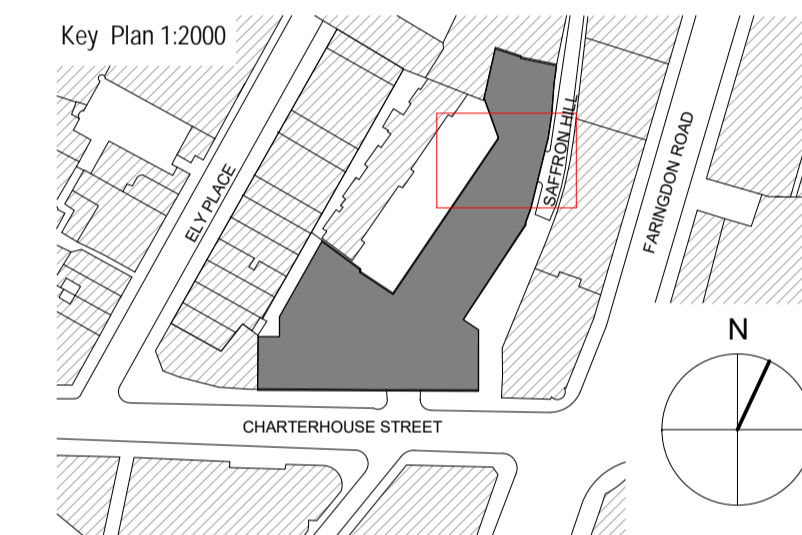 Key Plan 1:2000
ELY PLACE
SAFFRON HILL
FARINGDON ROAD
N
CHARTERHOUSE STREET